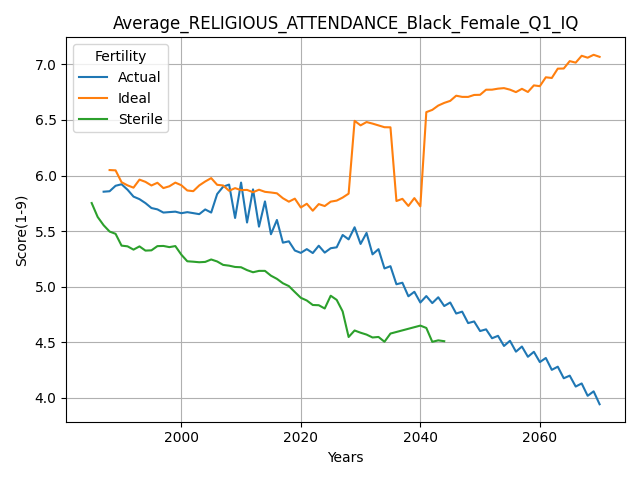 Average_RELIGIOUS_ATTENDANCE_Black_Female_Q1_IQ
Fertility
Actual
Ideal
Sterile
Score(1-9)
7.0
6.5
6.0
5.5
5.0
4.5
4.0
2000 2020 2040 2060
Years